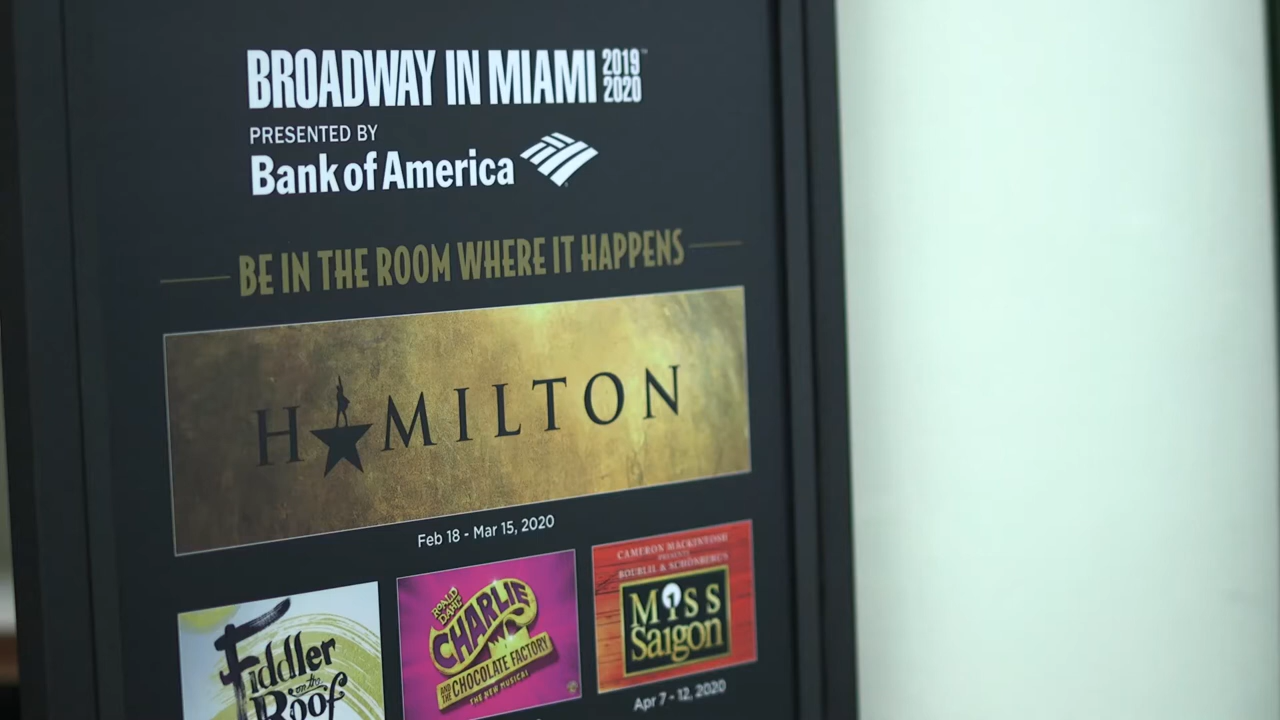 BROADWAY IN MIAMI 2019 2020
PRESENTED BY
Bank of America
BE IN THE ROOM WHERE IT HAPPENS
HAMILTON
Feb 18 - Mar 15, 2020
Fiddler
on the
Roof
ROALD
DAHL'S
CHARLIE
AND THE CHOCOLATE FACTORY
THE NEW MUSICAL
CAMERON MACKINTOSH
PRESENTS
BOUBLIL & SCHÖNBERG'S
MISS
Saigon
Apr 7 - 12, 2020